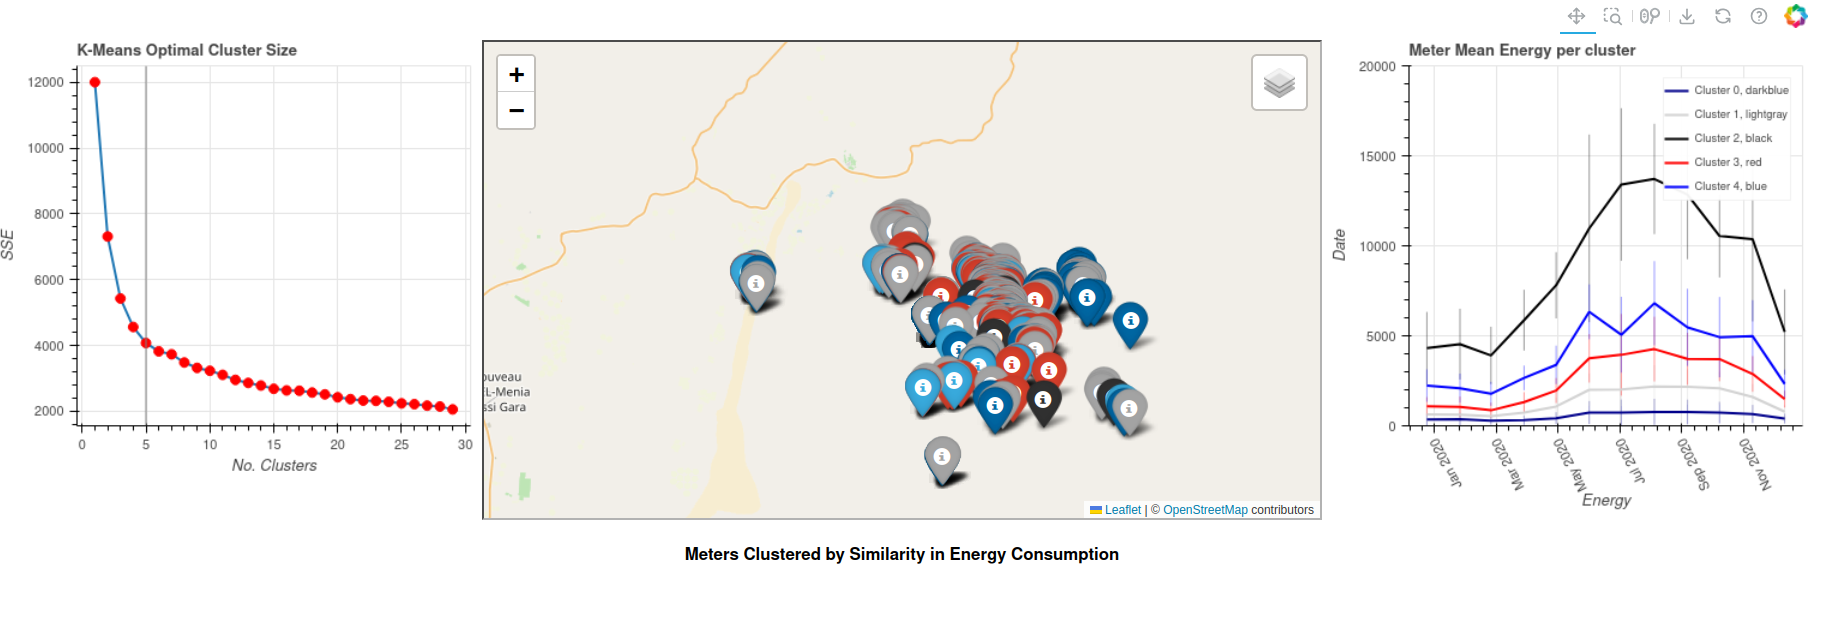 K-Means Optimal Cluster Size
12000
10000
8000
6000
4000
2000
SSE
0
5
10
15
20
25
30
No. Clusters
+
−
ouveau
EL-Menia
ssi Gara
Leaflet | © OpenStreetMap contributors
Meters Clustered by Similarity in Energy Consumption
Meter Mean Energy per cluster
20000
15000
10000
5000
0
Date
Cluster 0, darkblue
Cluster 1, lightgray
Cluster 2, black
Cluster 3, red
Cluster 4, blue
Jan 2020
Mar 2020
May 2020
Jul 2020
Sep 2020
Nov 2020
Energy